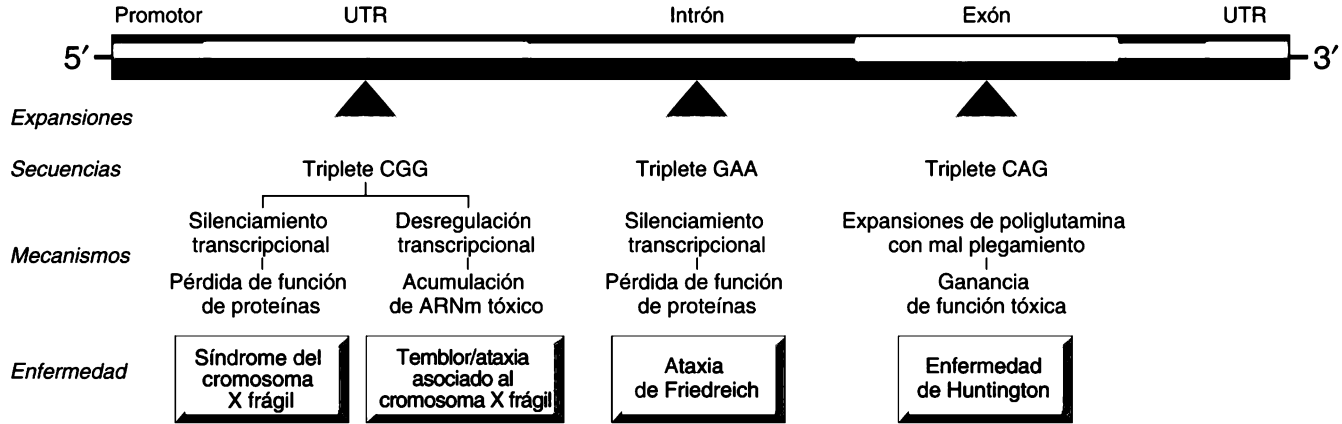 Promotor UTR Intrón Exón UTR
5′ 3′
Expansiones
Secuencias Triplete CGG Triplete GAA Triplete CAG
Silenciamiento Desregulación Silenciamiento Expansiones de poliglutamina
transcripcional transcripcional transcripcional con mal plegamiento
Mecanismos
Pérdida de función Acumulación Pérdida de función Ganancia
de proteínas de ARNm tóxico de proteínas de función tóxica
Síndrome del Temblor/ataxia Ataxia Enfermedad
Enfermedad cromosoma asociado al de Friedreich de Huntington
X frágil cromosoma X frágil